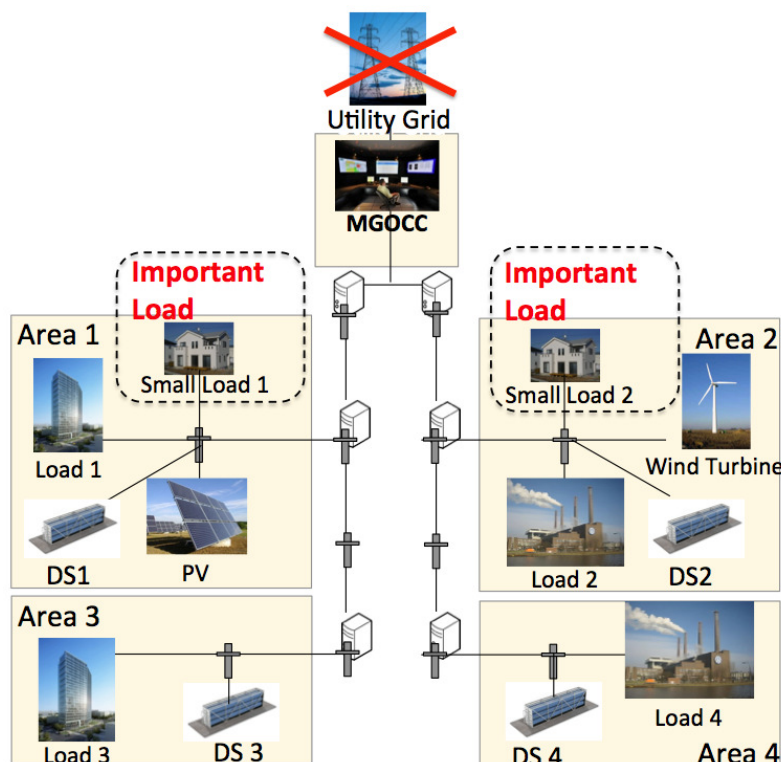 Utility Grid
MGOCC
Important
Load
Area 1
Small Load 1
Load 1
DS1
PV
Important
Load
Area 2
Small Load 2
Wind Turbine
Load 2
DS2
Area 3
Load 3
DS 3
Load 4
DS 4
Area 4